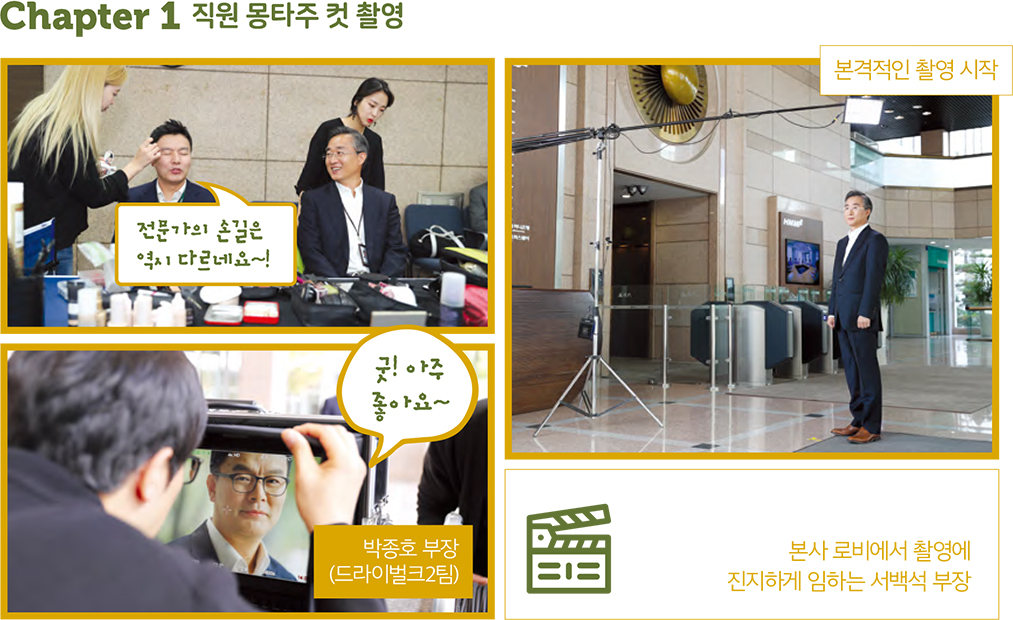 Chapter 1 직원 몽타주 컷 촬영
본격적인 촬영 시작
전문가의 손길은
역시 다르네요~!
굿! 아주
좋아요~
박종호 부장
(드라이벌크2팀)
본사 로비에서 촬영에
진지하게 임하는 서백석 부장